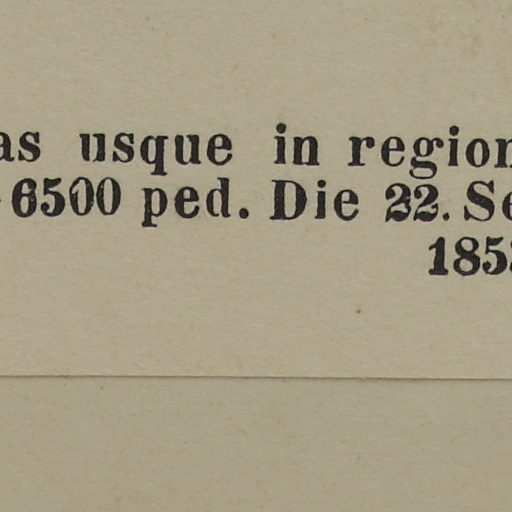 as usque in region
6500 ped. Die 22. Se
185